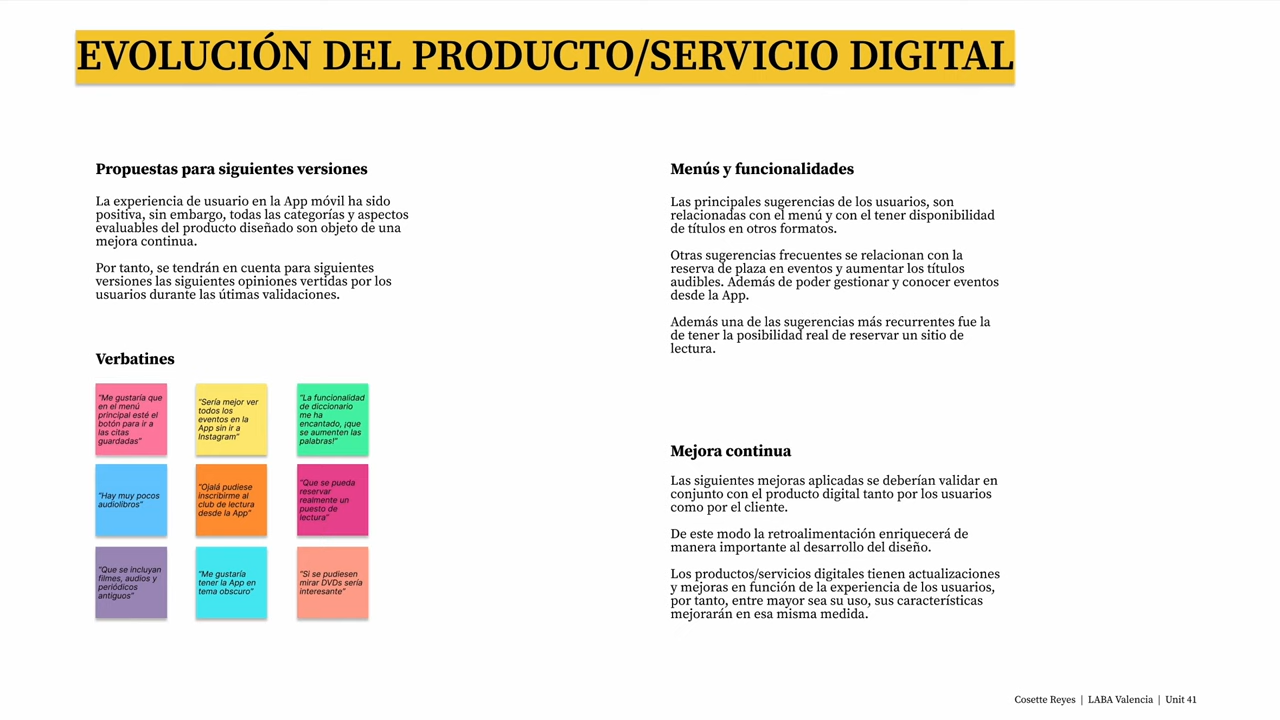 EVOLUCIÓN DEL PRODUCTO/SERVICIO DIGITAL
Propuestas para siguientes versiones
La experiencia de usuario en la App móvil ha sido
positiva, sin embargo, todas las categorías y aspectos
evaluables del producto diseñado son objeto de una
mejora continua.
Por tanto, se tendrán en cuenta para siguientes
versiones las siguientes opiniones vertidas por los
usuarios durante las útimas validaciones.
Verbatines
"Me gustaría que
en el menú
principal esté el
botón para ir a
las citas
guardadas"
"Sería mejor ver
todos los
eventos en la
App sin ir a
Instagram"
"La funcionalidad
de diccionario
me ha
encantado, ¡que
se aumenten las
palabras!"
"Hay muy pocos
audiolibros"
"Ojalá pudiese
inscribirme al
club de lectura
desde la App"
"Que se pueda
reservar
realmente un
puesto de
lectura"
"Que se incluyan
filmes, audios y
periódicos
antiguos"
"Me gustaría
tener la App en
tema obscuro"
"Si se pudiesen
mirar DVDs sería
interesante"
Menús y funcionalidades
Las principales sugerencias de los usuarios, son
relacionadas con el menú y con el tener disponibilidad
de títulos en otros formatos.
Otras sugerencias frecuentes se relacionan con la
reserva de plaza en eventos y aumentar los títulos
audibles. Además de poder gestionar y conocer eventos
desde la App.
Además una de las sugerencias más recurrentes fue la
de tener la posibilidad real de reservar un sitio de
lectura.
Mejora continua
Las siguientes mejoras aplicadas se deberían validar en
conjunto con el producto digital tanto por los usuarios
como por el cliente.
De este modo la retroalimentación enriquecerá de
manera importante al desarrollo del diseño.
Los productos/servicios digitales tienen actualizaciones
y mejoras en función de la experiencia de los usuarios,
por tanto, entre mayor sea su uso, sus características
mejorarán en esa misma medida.
Cosette Reyes | LABA Valencia | Unit 41